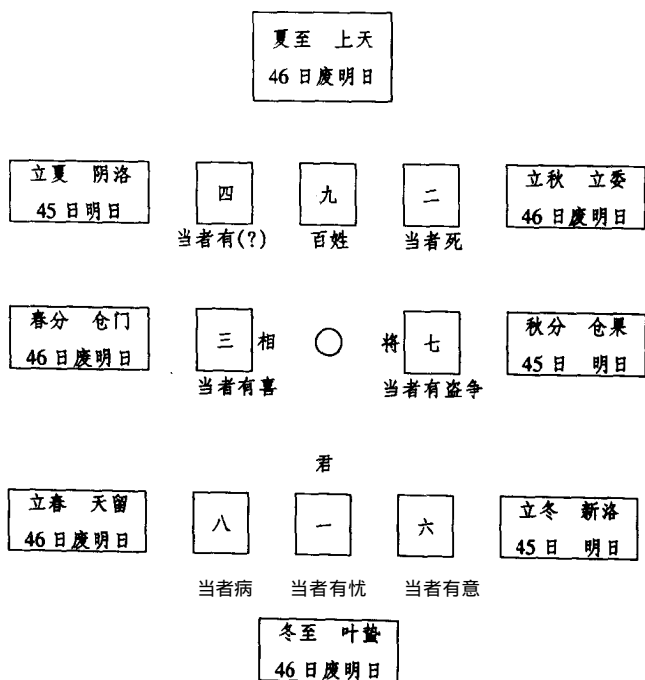 夏至 上天
46日废明日
立夏 阴洛
45日明日
四
九
二
立秋 立委
46日废明日
当者有(?)
百姓
当者死
春分 仓门
46日废明日
三
相
将
七
秋分 仓果
45日 明日
当者有喜
当者有盗争
君
立春 天留
46日废明日
八
一
六
立冬 新洛
45日 明日
当者病
当者有忧
当者有意
冬至 叶蛰
46日废明日